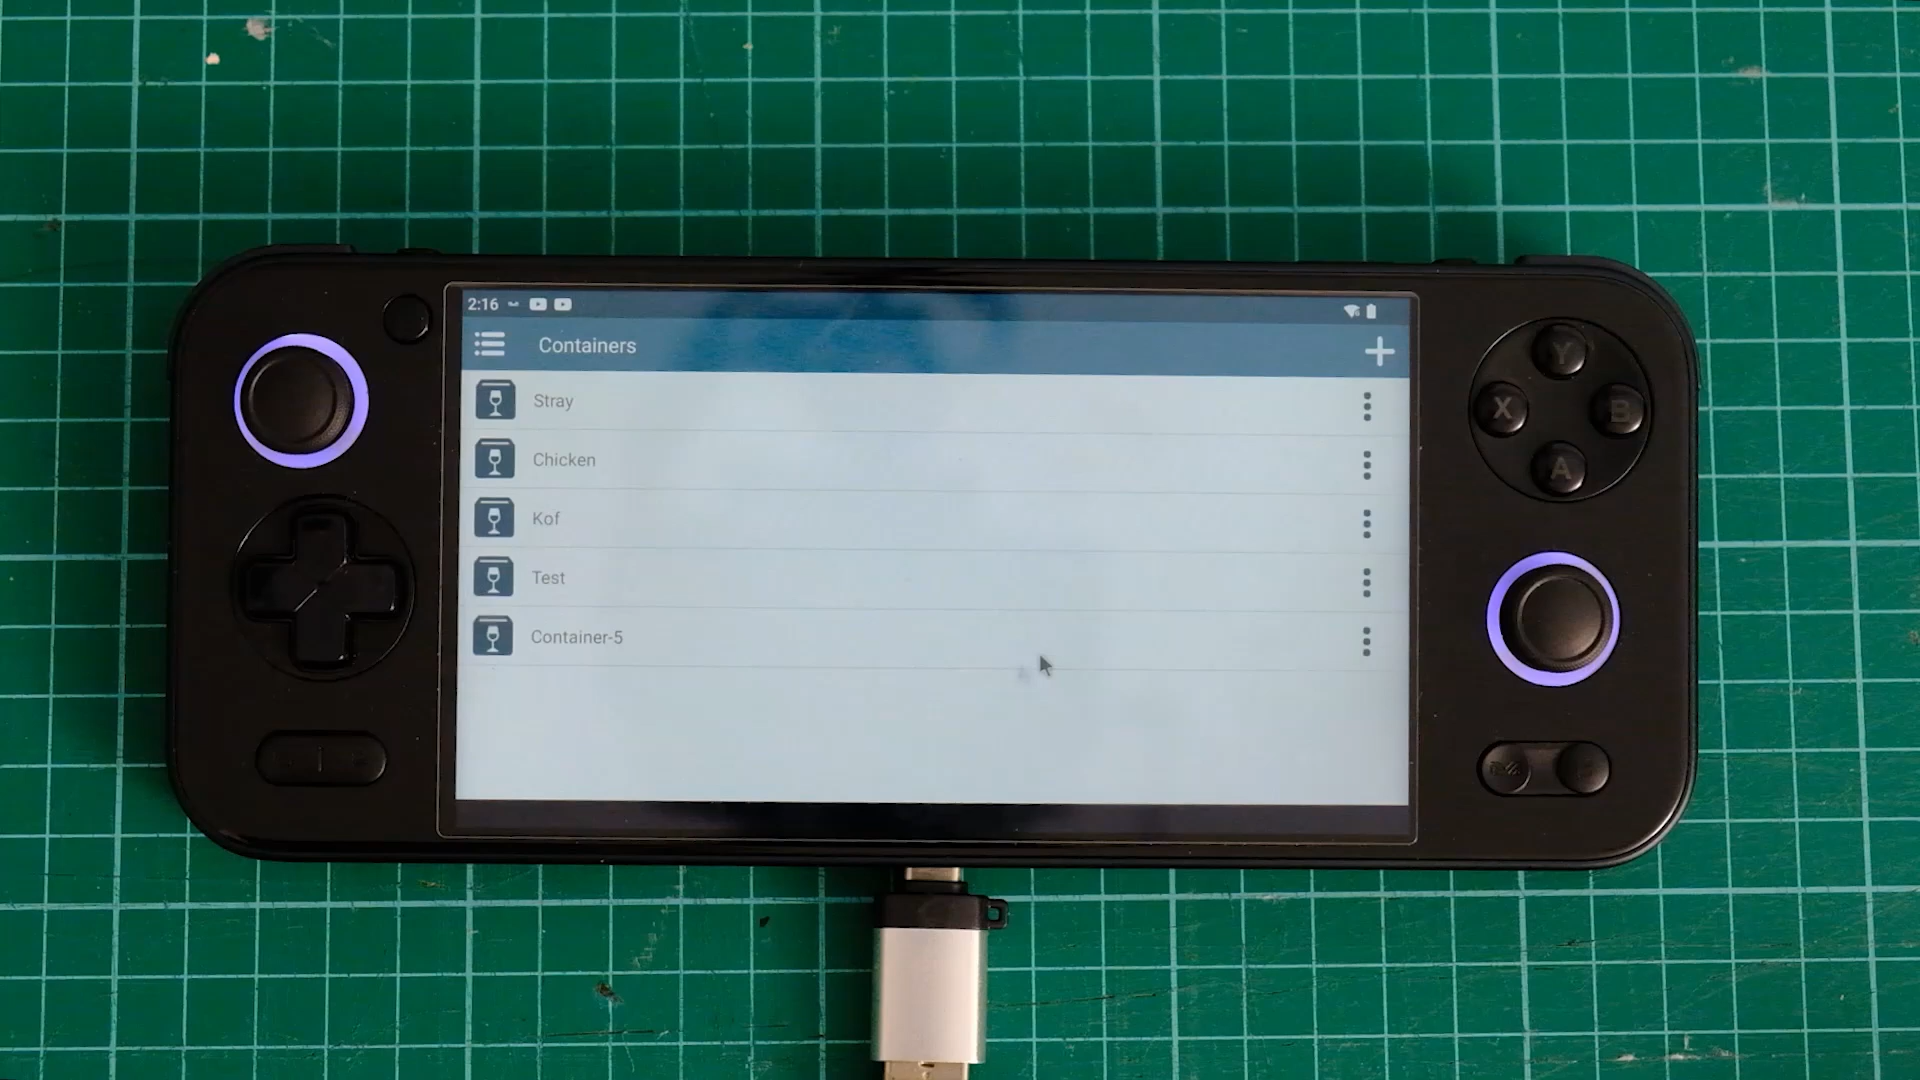 2:16
Containers
Stray
Chicken
Kof
Test
Container-5
Y
X
B
A